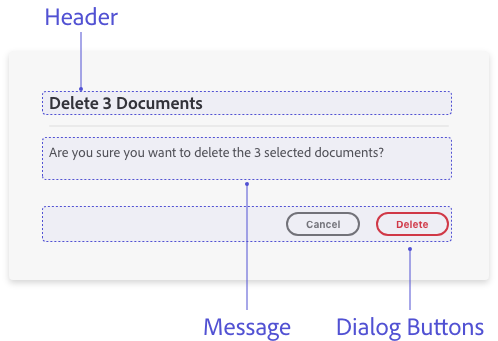 Header
Delete 3 Documents
Are you sure you want to delete the 3 selected documents?
Cancel Delete
Message Dialog Buttons